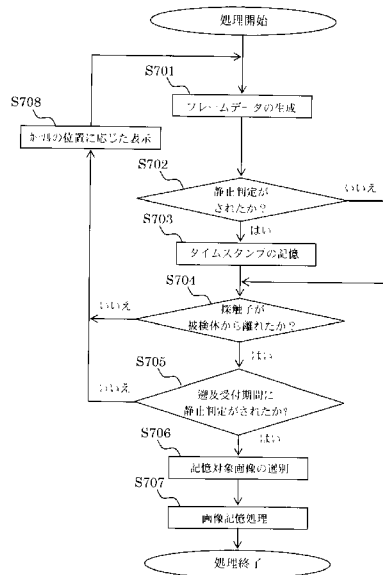 処理開始
S701
フレームデータの生成
S708
カーソルの位置に応じた表示
S702
静止判定が
されたか?
いいえ
はい
S703
タイムスタンプの記憶
S704
探触子が
被検体から離れたか?
いいえ
はい
S705
遡及受付期間に
静止判定がされたか?
いいえ
はい
S706
記憶対象画像の選別
S707
画像記憶処理
処理終了